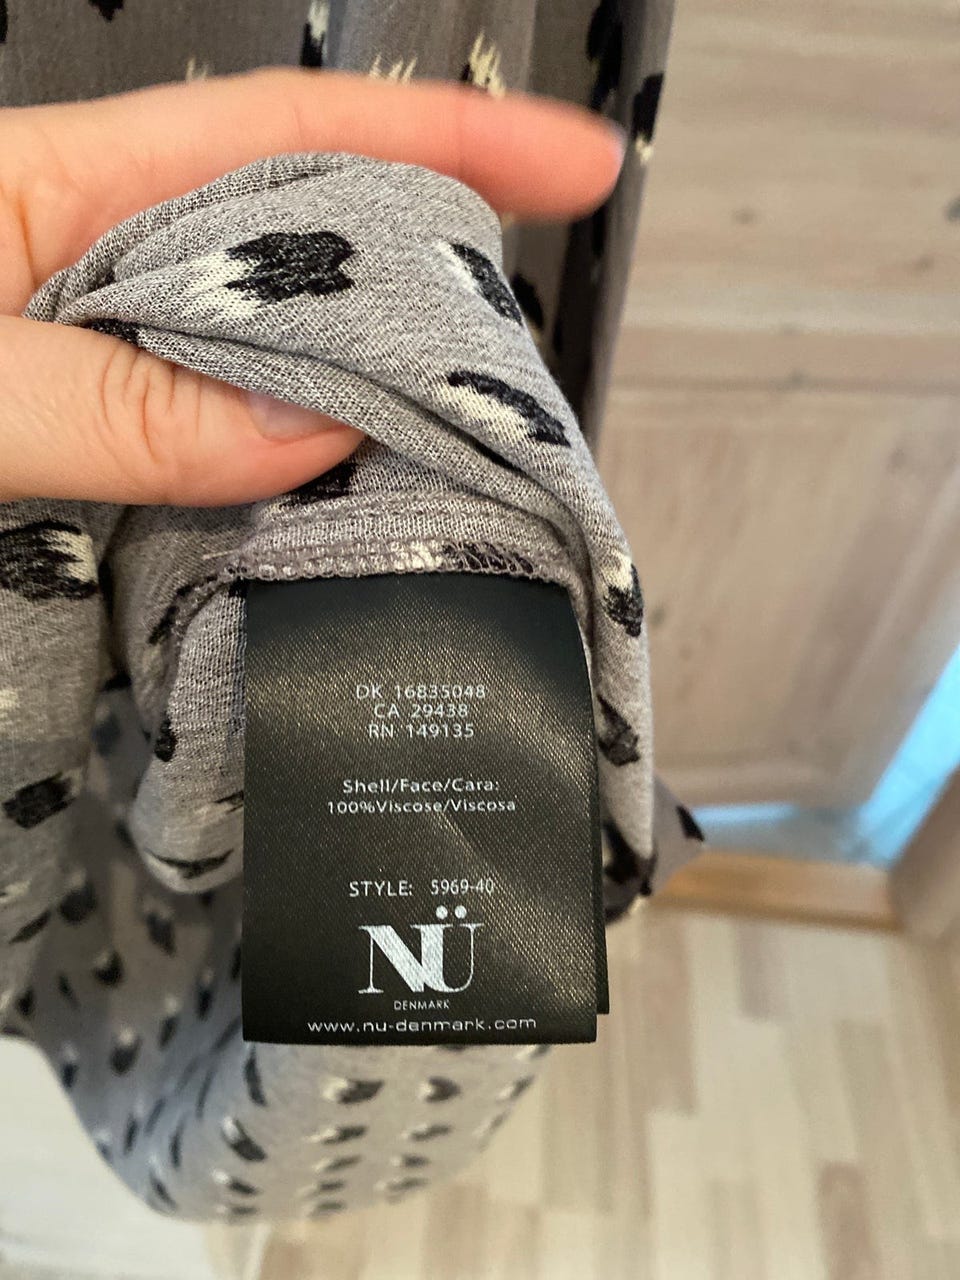 DK 16835048
CA 29438
RN 149135
Shell/Face/Cara:
100%Viscose/Viscosa
STYLE: 5969-40
NÜ
DENMARK
www.nu-denmark.com